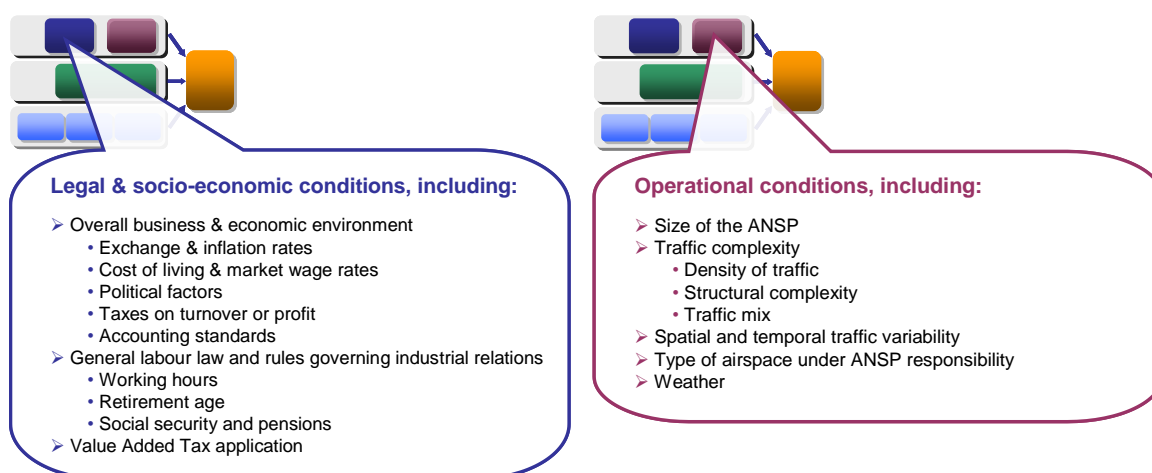 Legal & socio-economic conditions, including:
➢ Overall business & economic environment
• Exchange & inflation rates
• Cost of living & market wage rates
• Political factors
• Taxes on turnover or profit
• Accounting standards
➢ General labour law and rules governing industrial relations
• Working hours
• Retirement age
• Social security and pensions
➢ Value Added Tax application
Operational conditions, including:
➢ Size of the ANSP
➢ Traffic complexity
• Density of traffic
• Structural complexity
• Traffic mix
➢ Spatial and temporal traffic variability
➢ Type of airspace under ANSP responsibility
➢ Weather